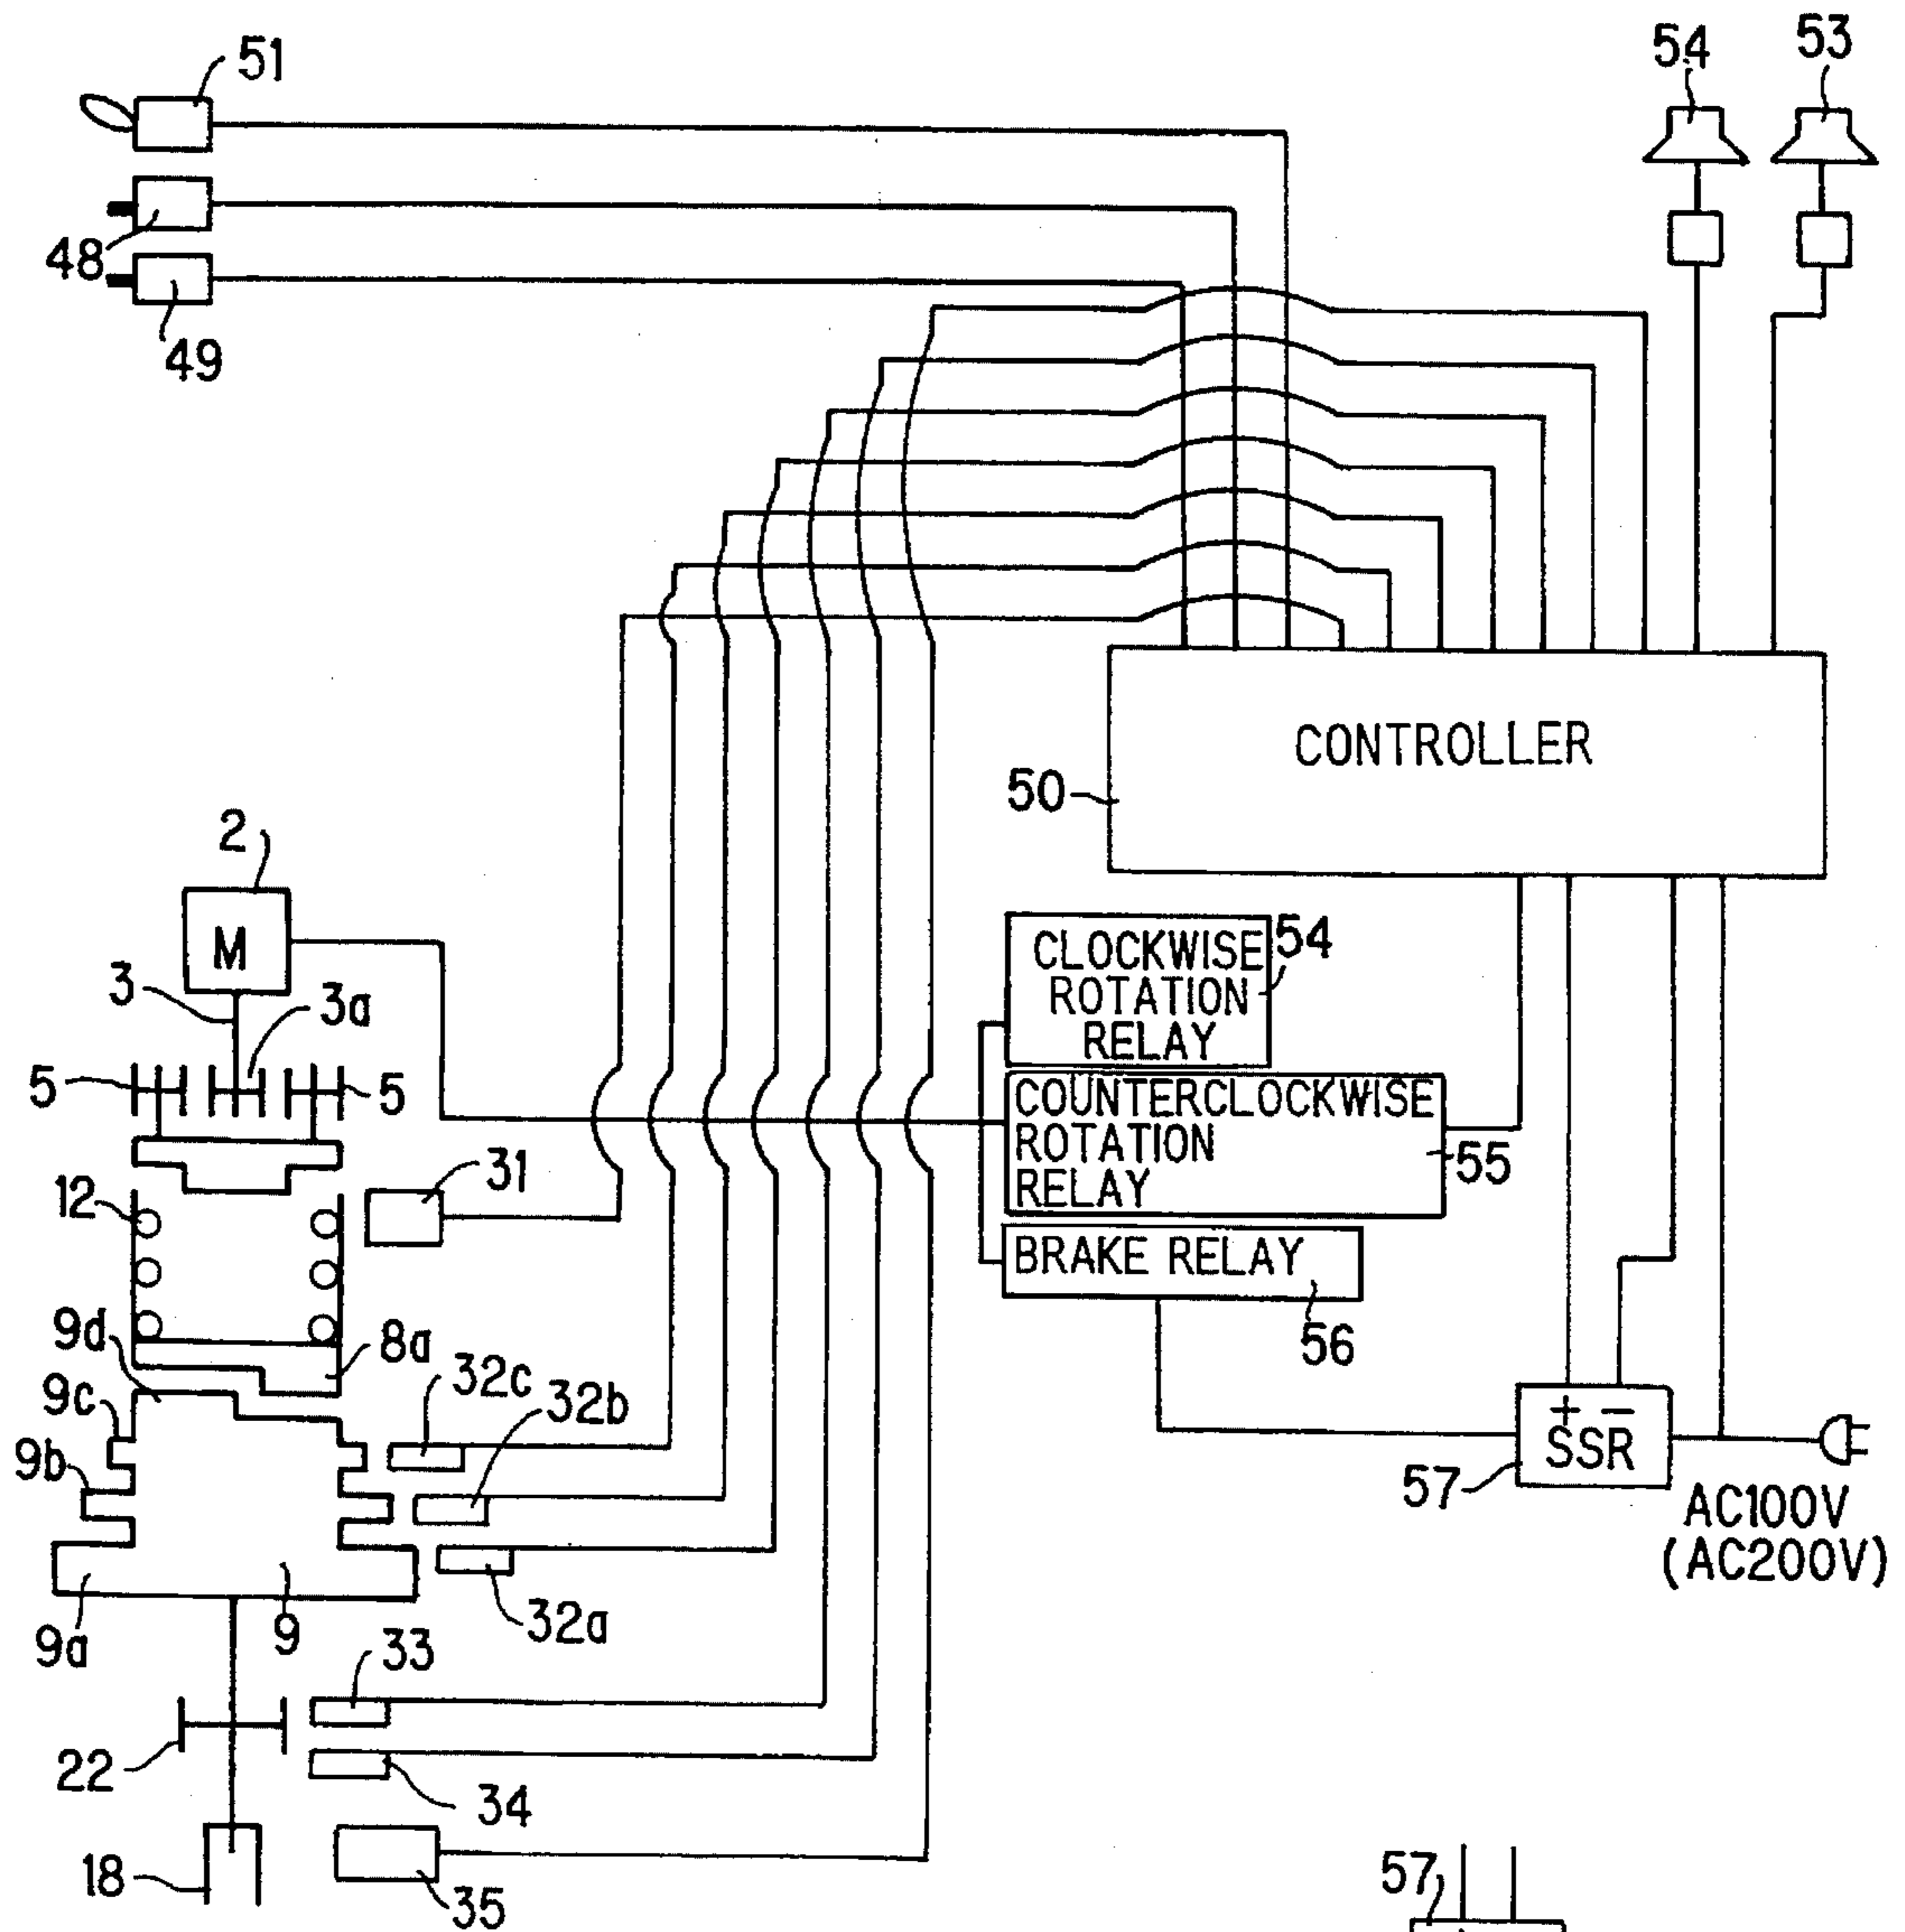 51
54
53
48
49
CONTROLLER
50
2
M
3
3a
5
5
CLOCKWISE
ROTATION
RELAY
54
COUNTERCLOCKWISE
ROTATION
RELAY
55
12
31
BRAKE RELAY
56
9d
8a
9c
32c
32b
9b
+ −
SSR
57
AC100V
(AC200V)
9a
9
32a
33
22
34
18
35
57